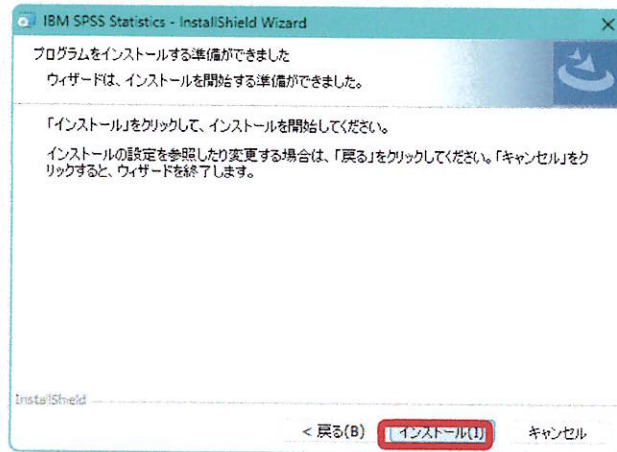 IBM SPSS Statistics - InstallShield Wizard
プログラムをインストールする準備ができました
ウィザードは、インストールを開始する準備ができました。
「インストール」をクリックして、インストールを開始してください。
インストールの設定を参照したり変更する場合は、「戻る」をクリックしてください。「キャンセル」をク
リックすると、ウィザードを終了します。
InstallShield
< 戻る(B) インストール(I) キャンセル